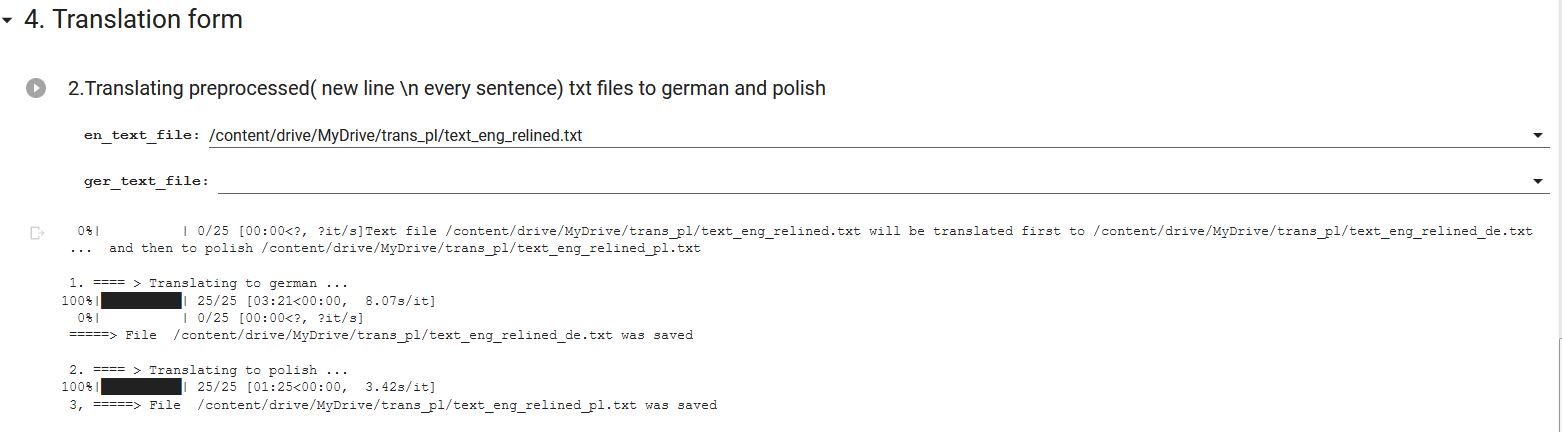 4. Translation form
2.Translating preprocessed( new line \n every sentence) txt files to german and polish
en_text_file: /content/drive/MyDrive/trans_pl/text_eng_relined.txt
ger_text_file:
0%|          | 0/25 [00:00<?, ?it/s]Text file /content/drive/MyDrive/trans_pl/text_eng_relined.txt will be translated first to /content/drive/MyDrive/trans_pl/text_eng_relined_de.txt
...  and then to polish /content/drive/MyDrive/trans_pl/text_eng_relined_pl.txt
1. ==== > Translating to german ...
100%|██████████| 25/25 [03:21<00:00,  8.07s/it]
0%|          | 0/25 [00:00<?, ?it/s]
=====> File  /content/drive/MyDrive/trans_pl/text_eng_relined_de.txt was saved
2. ==== > Translating to polish ...
100%|██████████| 25/25 [01:25<00:00,  3.42s/it]
3, =====> File  /content/drive/MyDrive/trans_pl/text_eng_relined_pl.txt was saved